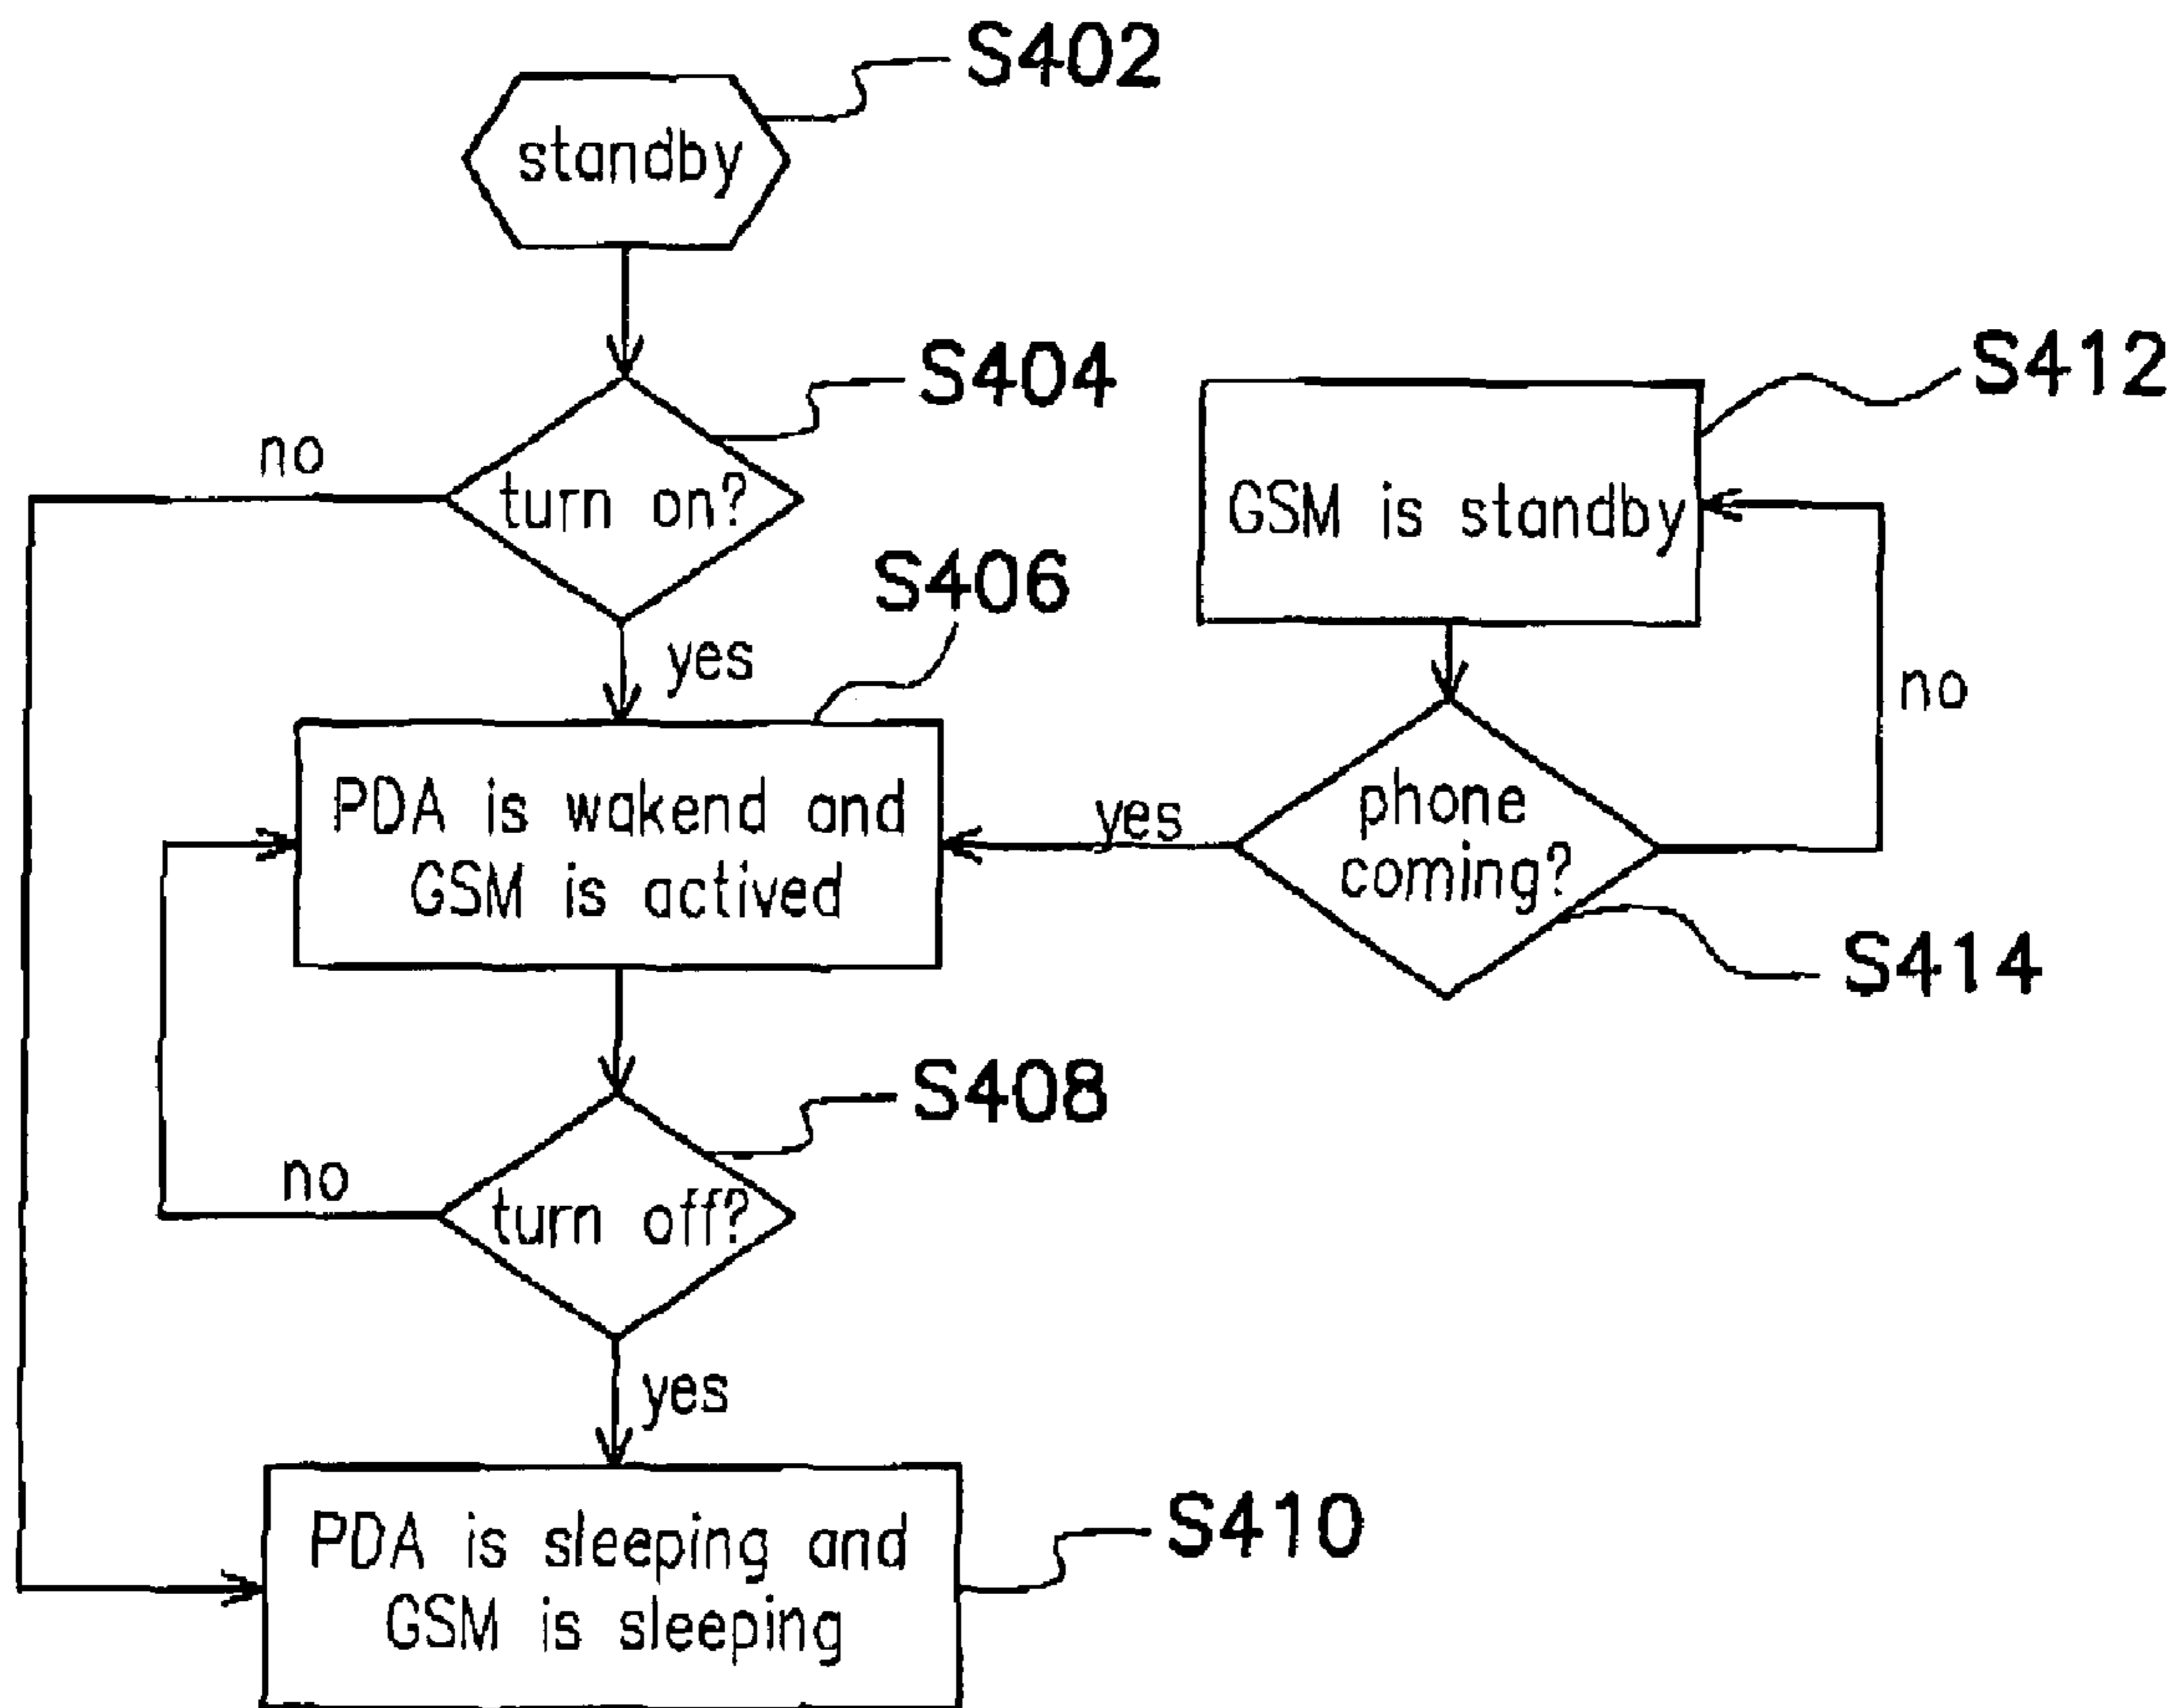 S402
standby
S404
no
turn on?
S406
yes
PDA is wakend and
GSM is actived
S408
no
turn off?
yes
PDA is sleeping and
GSM is sleeping
S410
S412
GSM is standby
no
phone
coming?
yes
S414